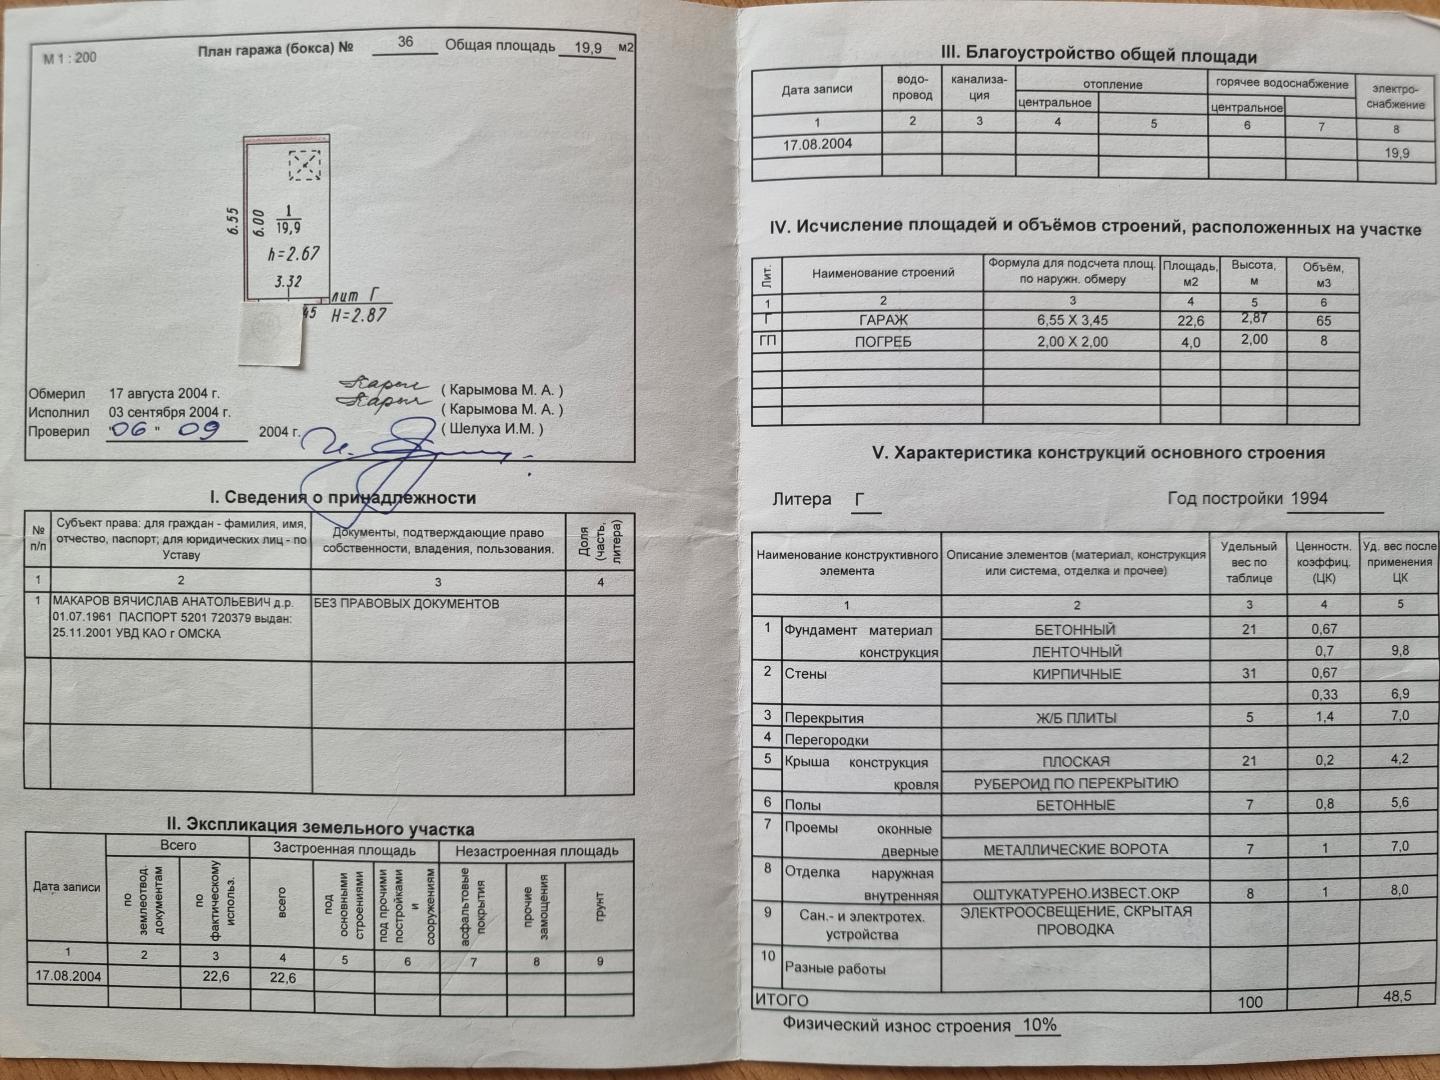 М 1 : 200
План гаража (бокса) № 36 Общая площадь 19,9 м2
6.55
6.00
1
19,9
h=2.67
3.32
лит Г
45
H=2.87
Обмерил 17 августа 2004 г. ( Карымова М. А. )
Исполнил 03 сентября 2004 г. ( Карымова М. А. )
Проверил "06 " 09 2004 г. ( Шелуха И.М. )
I. Сведения о принадлежности
№ п/п
Субъект права: для граждан - фамилия, имя,
отчество, паспорт; для юридических лиц - по
Уставу
Документы, подтверждающие право
собственности, владения, пользования.
Доля (часть, литера)
1 2 3 4
1 МАКАРОВ ВЯЧИСЛАВ АНАТОЛЬЕВИЧ д.р. БЕЗ ПРАВОВЫХ ДОКУМЕНТОВ
01.07.1961 ПАСПОРТ 5201 720379 выдан:
25.11.2001 УВД КАО г ОМСКА
II. Экспликация земельного участка
Дата записи
Всего Застроенная площадь Незастроенная площадь
по землеотвод. документам
по фактическому использ.
всего
под основными строениями
под прочими постройками и сооружениям
асфальтовые покрытия
прочие замощения
грунт
1 2 3 4 5 6 7 8 9
17.08.2004 22,6 22,6
III. Благоустройство общей площади
Дата записи
водо-
провод
канализа-
ция
отопление
центральное
горячее водоснабжение
центральное
электро-
снабжение
1 2 3 4 5 6 7 8
17.08.2004 19,9
IV. Исчисление площадей и объёмов строений, расположенных на участке
Лит.
Наименование строений
Формула для подсчета площ.
по наружн. обмеру
Площадь,
м2
Высота,
м
Объём,
м3
1 2 3 4 5 6
Г ГАРАЖ 6,55 Х 3,45 22,6 2,87 65
ГП ПОГРЕБ 2,00 Х 2,00 4,0 2,00 8
V. Характеристика конструкций основного строения
Литера Г Год постройки 1994
Наименование конструктивного
элемента
Описание элементов (материал, конструкция
или система, отделка и прочее)
Удельный
вес по
таблице
Ценностн.
коэффиц.
(ЦК)
Уд. вес после
применения
ЦК
1 2 3 4 5
1 Фундамент материал БЕТОННЫЙ 21 0,67
конструкция ЛЕНТОЧНЫЙ 0,7 9,8
2 Стены КИРПИЧНЫЕ 31 0,67
0,33 6,9
3 Перекрытия Ж/Б ПЛИТЫ 5 1,4 7,0
4 Перегородки
5 Крыша конструкция ПЛОСКАЯ 21 0,2 4,2
кровля РУБЕРОИД ПО ПЕРЕКРЫТИЮ
6 Полы БЕТОННЫЕ 7 0,8 5,6
7 Проемы оконные
дверные МЕТАЛЛИЧЕСКИЕ ВОРОТА 7 1 7,0
8 Отделка наружная
внутренняя ОШТУКАТУРЕНО.ИЗВЕСТ.ОКР 8 1 8,0
9 Сан.- и электротех. ЭЛЕКТРООСВЕЩЕНИЕ, СКРЫТАЯ
устройства ПРОВОДКА
10 Разные работы
ИТОГО 100 48,5
Физический износ строения 10%